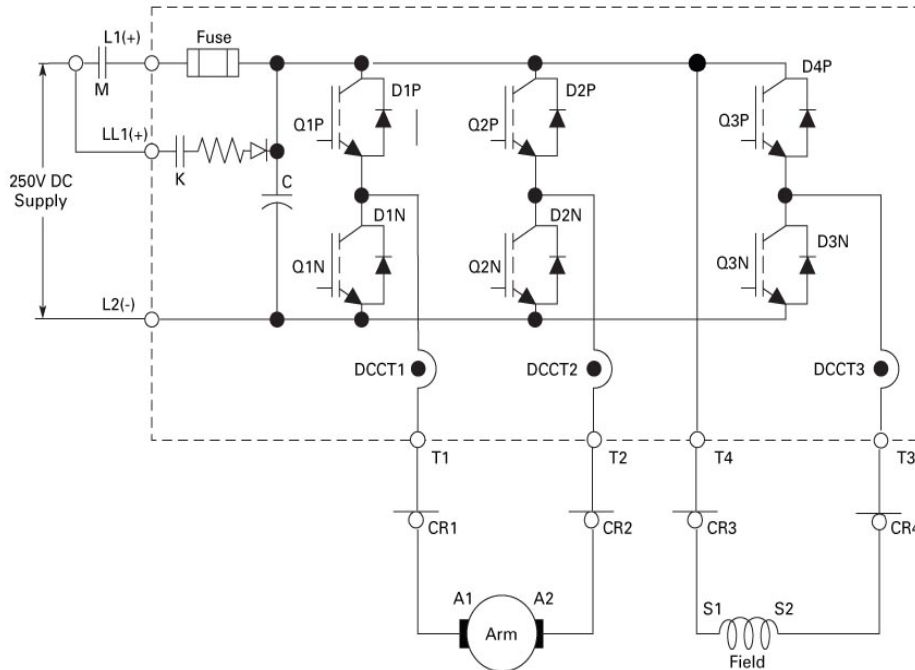 L1(+)
Fuse
M
LL1(+)
K
C
250V DC
Supply
L2(-)
Q1P
D1P
Q2P
D2P
Q3P
D4P
Q1N
D1N
Q2N
D2N
Q3N
D3N
DCCT1
DCCT2
DCCT3
T1
T2
T4
T3
CR1
CR2
CR3
CR4
A1
A2
Arm
S1
S2
Field